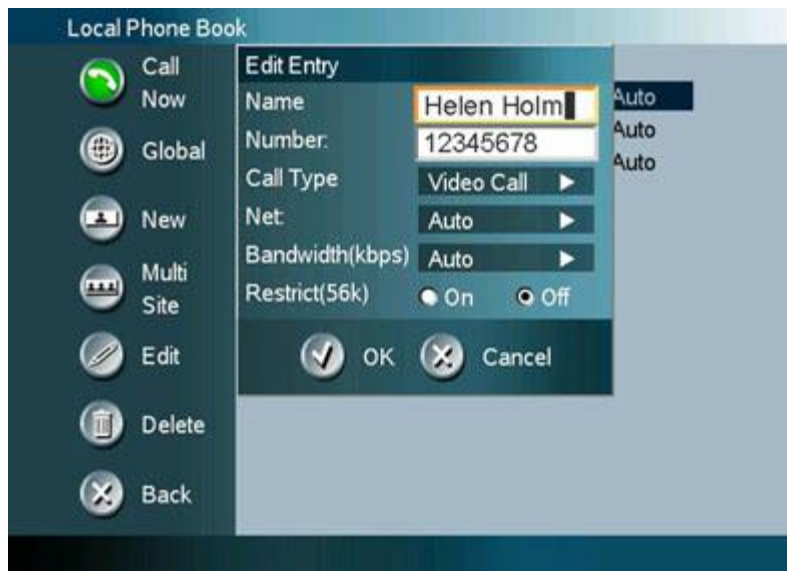 Local Phone Book
Call
Now
Global
New
Multi
Site
Edit
Delete
Back
Edit Entry
Name Helen Holm
Number: 12345678
Call Type Video Call
Net: Auto
Bandwidth(kbps) Auto
Restrict(56k) On Off
OK Cancel
Auto
Auto
Auto